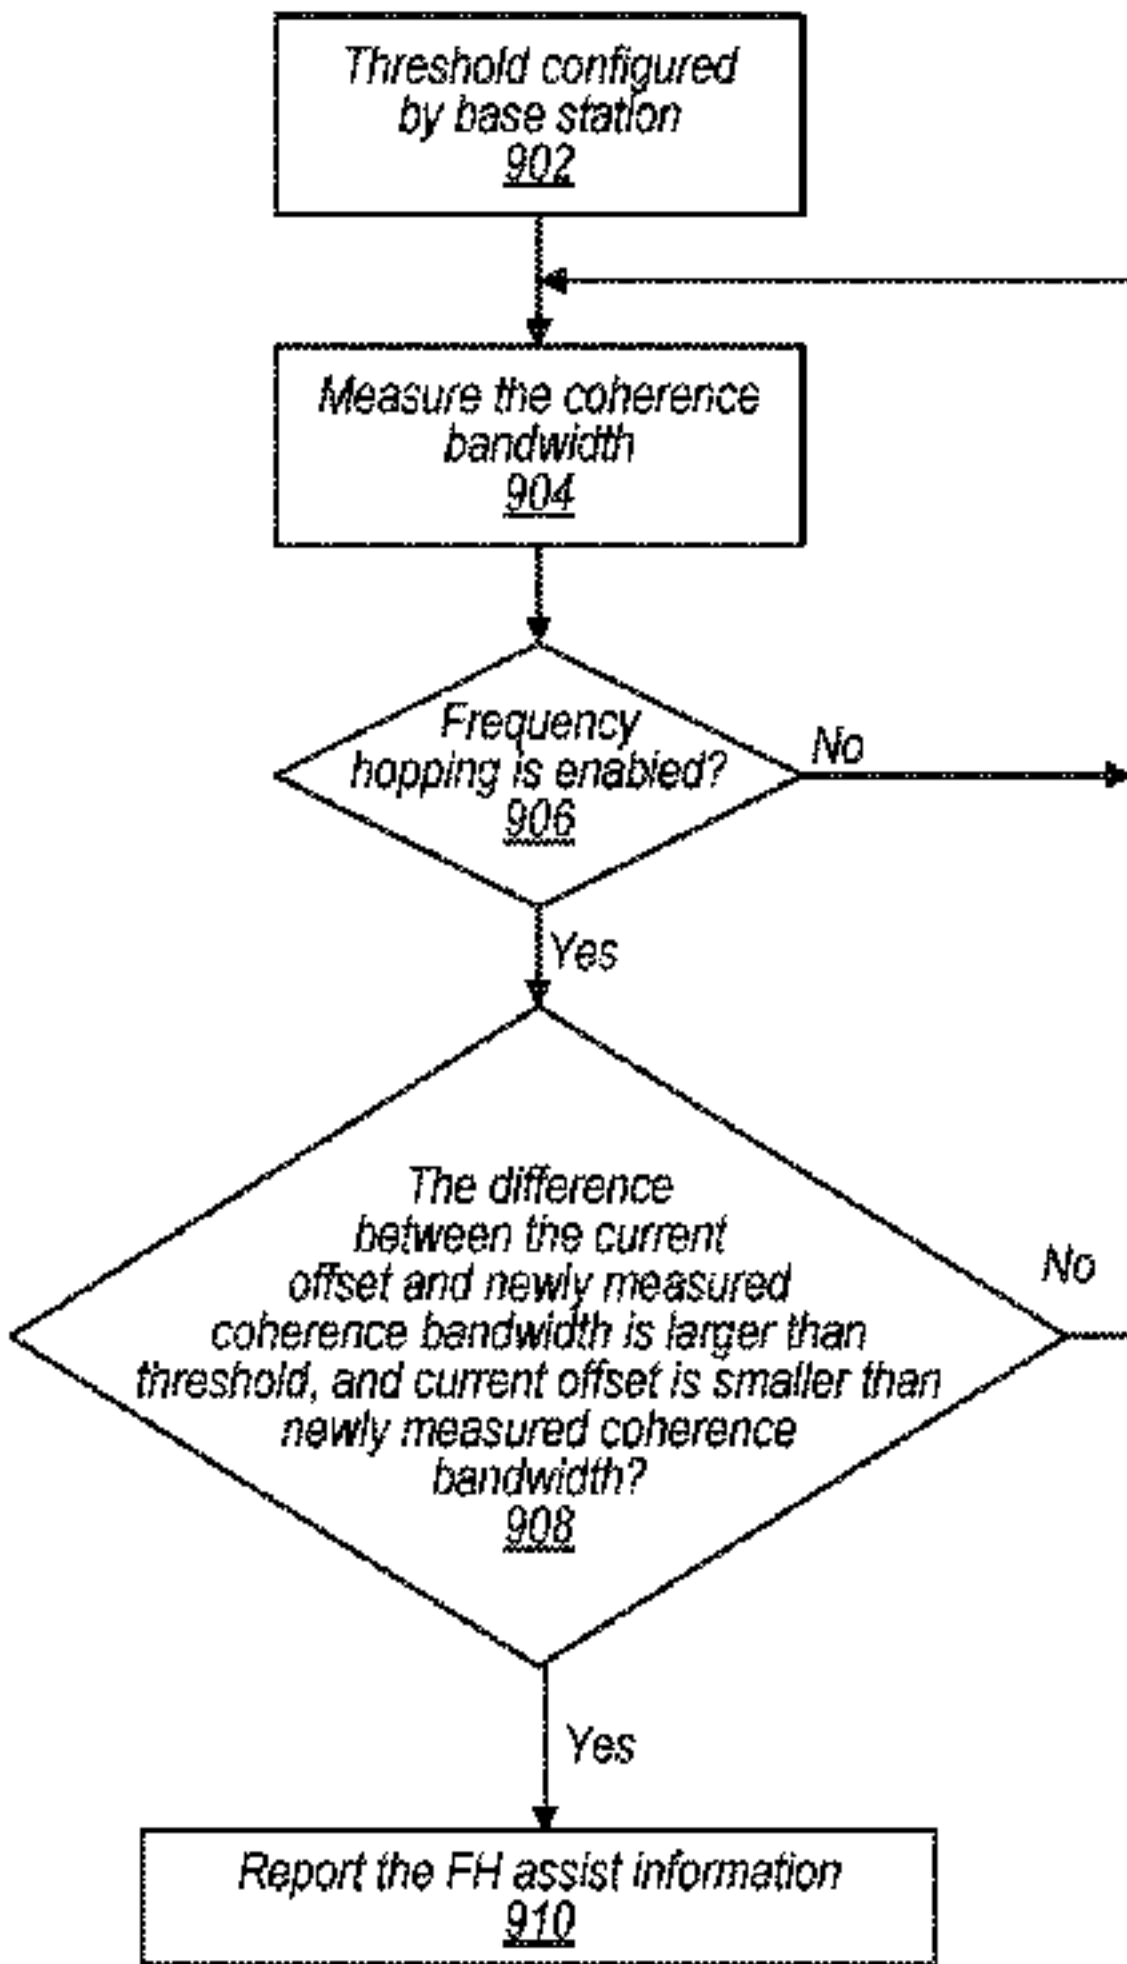 Threshold configured
by base station
902
Measure the coherence
bandwidth
904
Frequency
hopping is enabled?
906
No
Yes
The difference
between the current
offset and newly measured
coherence bandwidth is larger than
threshold, and current offset is smaller than
newly measured coherence
bandwidth?
908
No
Yes
Report the FH assist information
910